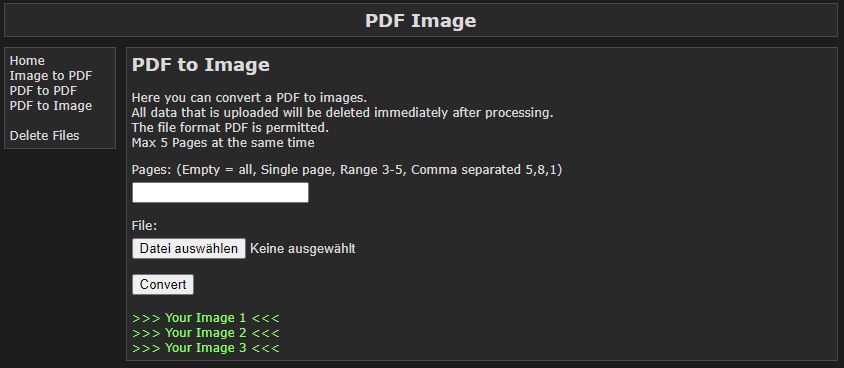 PDF Image
Home
Image to PDF
PDF to PDF
PDF to Image
Delete Files
PDF to Image
Here you can convert a PDF to images.
All data that is uploaded will be deleted immediately after processing.
The file format PDF is permitted.
Max 5 Pages at the same time
Pages: (Empty = all, Single page, Range 3-5, Comma separated 5,8,1)
File:
Datei auswählen Keine ausgewählt
Convert
>>> Your Image 1 <<<
>>> Your Image 2 <<<
>>> Your Image 3 <<<